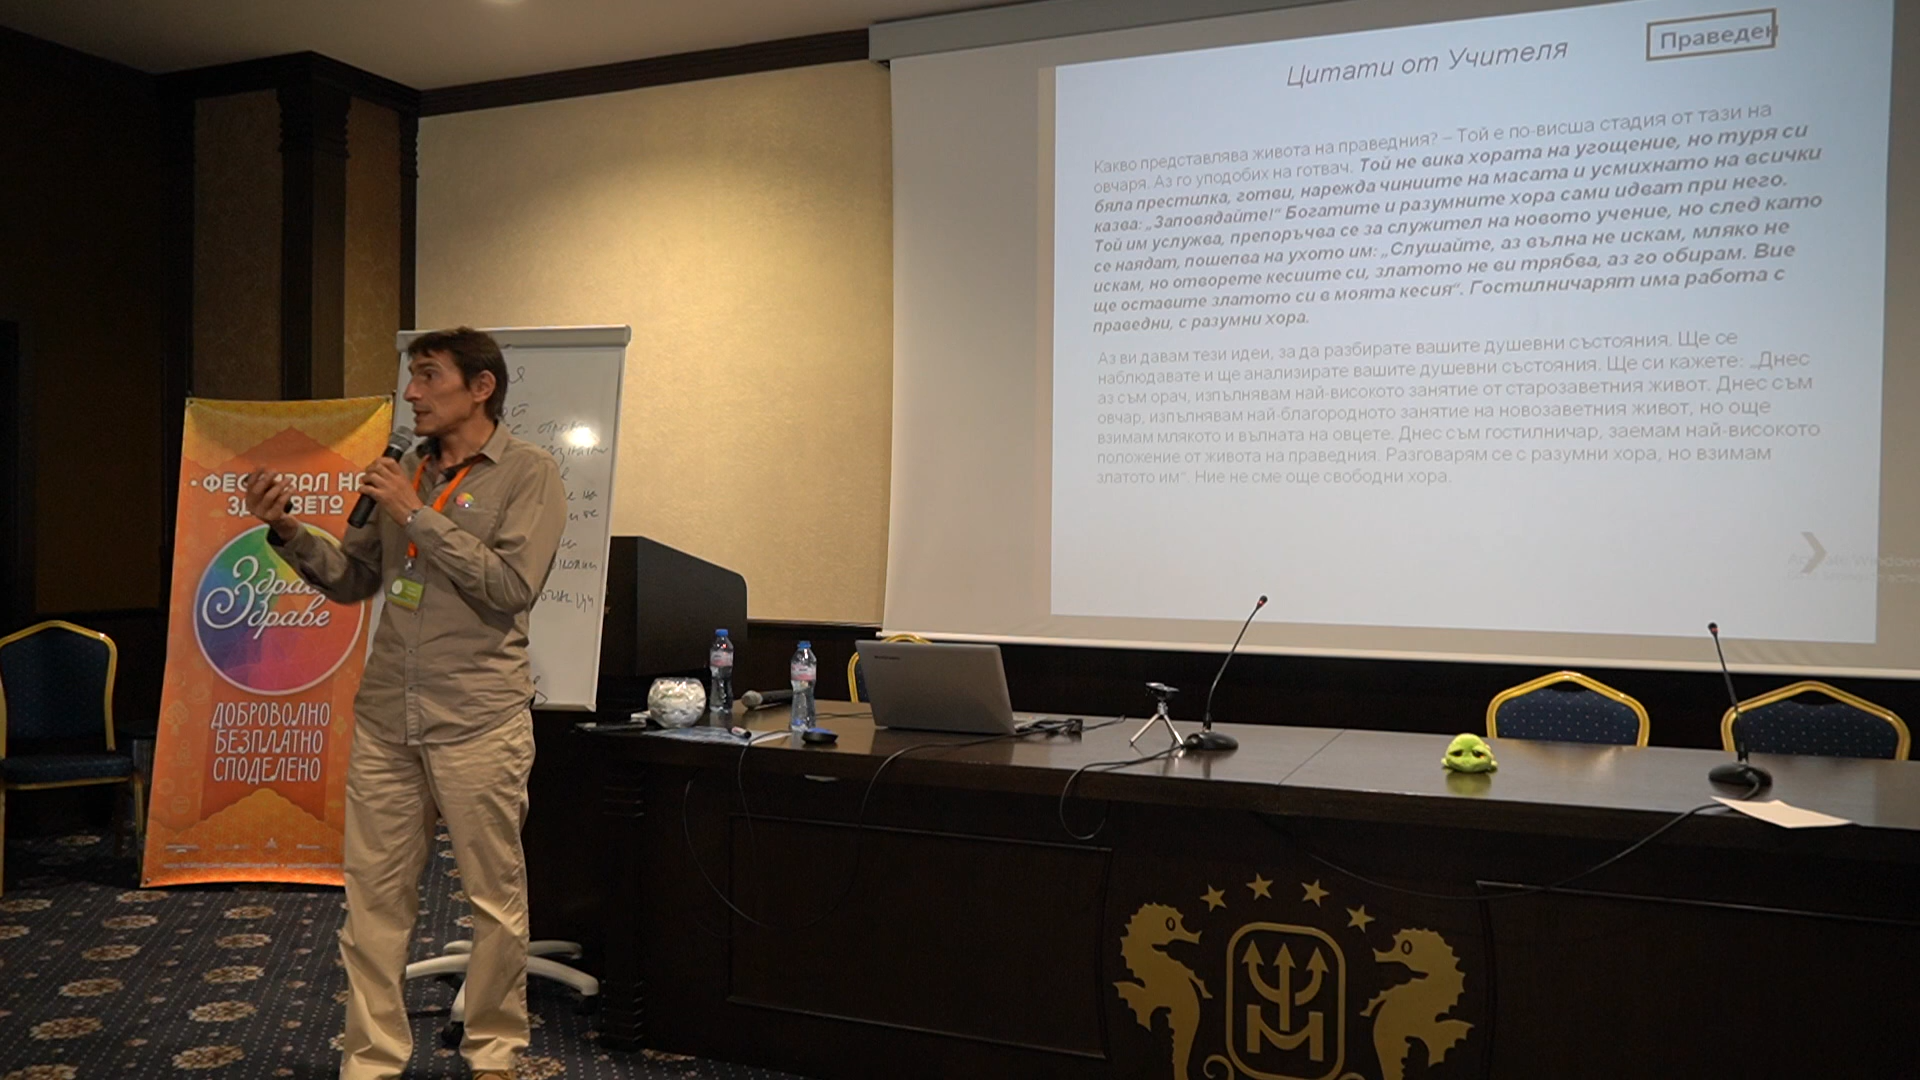 Праведен
Цитати от Учителя
Какво представлява живота на праведния? – Той е по-висша стадия от тази на
овчаря. Аз го уподобих на готвач. Той не вика хората на угощение, но туря си
бяла престилка, готви, нарежда чиниите на масата и усмихнато на всички
казва: „Заповядайте!“ Богатите и разумните хора сами идват при него.
Той им услужва, препоръчва се за служител на новото учение, но след като
се наядат, пошепва на ухото им: „Слушайте, аз вълна не искам, мляко не
искам, но отворете кесиите си, златото не ви трябва, аз го обирам. Вие
ще оставите златото си в моята кесия“. Гостилничарят има работа с
праведни, с разумни хора.
Аз ви давам тези идеи, за да разбирате вашите душевни състояния. Ще се
наблюдавате и ще анализирате вашите душевни състояния. Ще си кажете: „Днес
аз съм орач, изпълнявам най-високото занятие от старозаветния живот. Днес съм
овчар, изпълнявам най-благородното занятие на новозаветния живот, но още
взимам млякото и вълната на овцете. Днес съм гостилничар, заемам най-високото
положение от живота на праведния. Разговарям се с разумни хора, но взимам
златото им“. Ние не сме още свободни хора.
ФЕСТИВАЛ НА
ЗДРАВЕТО
Здравей
Здраве
ДОБРОВОЛНО
БЕЗПЛАТНО
СПОДЕЛЕНО
М